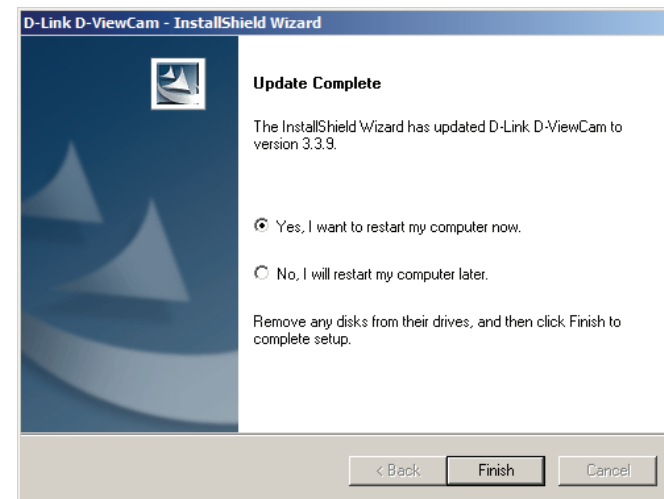 D-Link D-ViewCam - InstallShield Wizard
Update Complete
The InstallShield Wizard has updated D-Link D-ViewCam to
version 3.3.9.
Yes, I want to restart my computer now.
No, I will restart my computer later.
Remove any disks from their drives, and then click Finish to
complete setup.
< Back Finish Cancel